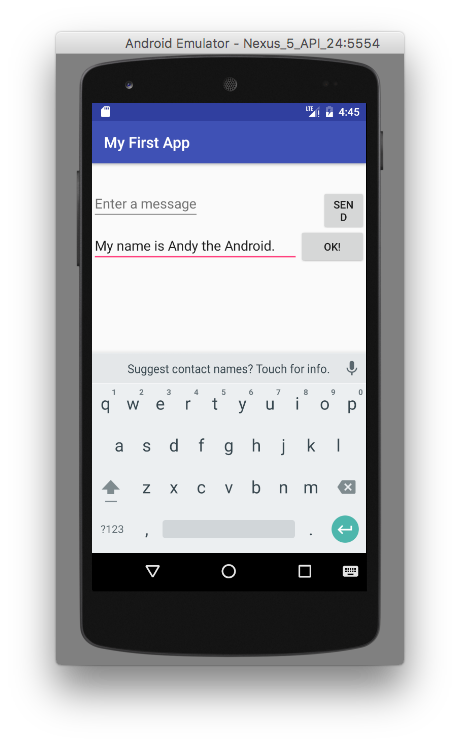 Android Emulator - Nexus_5_API_24:5554
LTE 4:45
My First App
Enter a message
SEN
D
My name is Andy the Android.
OK!
Suggest contact names? Touch for info.
1 2 3 4 5 6 7 8 9 0
q w e r t y u i o p
a s d f g h j k l
z x c v b n m
?123 , .